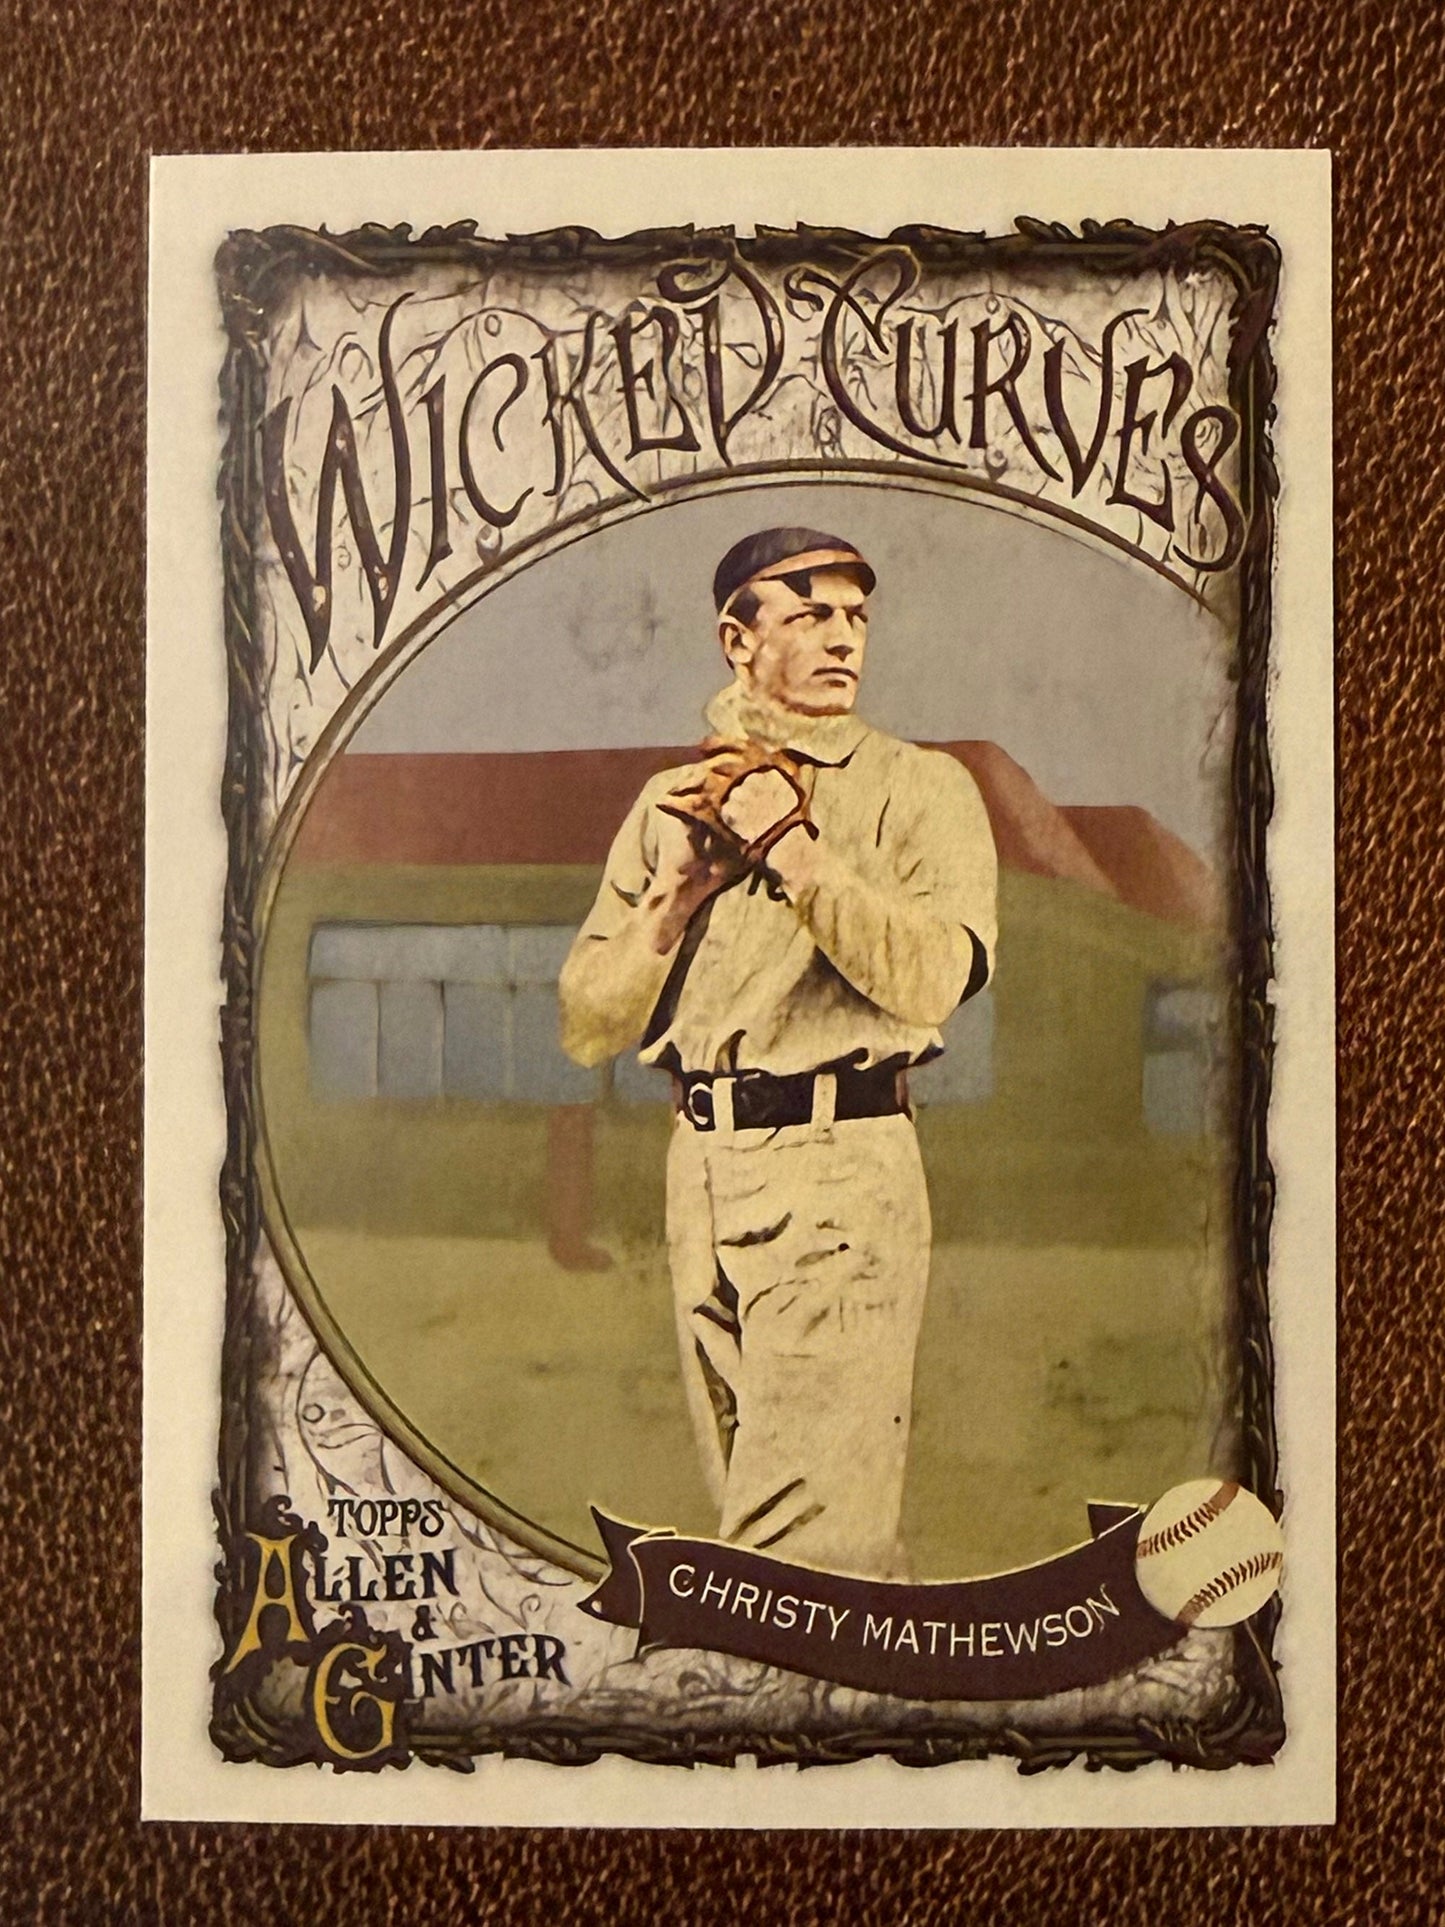 WICKED CURVES
TOPPS
ALLEN
&
GINTER
CHRISTY MATHEWSON